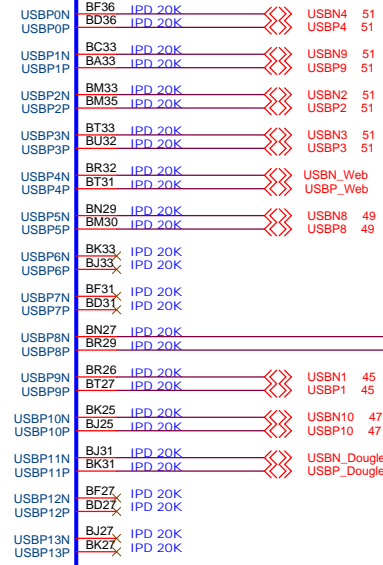 USBP0N BF36 IPD 20K USBN4 51
USBP0P BD36 IPD 20K USBP4 51
USBP1N BC33 IPD 20K USBN9 51
USBP1P BA33 IPD 20K USBP9 51
USBP2N BM33 IPD 20K USBN2 51
USBP2P BM35 IPD 20K USBP2 51
USBP3N BT33 IPD 20K USBN3 51
USBP3P BU32 IPD 20K USBP3 51
USBP4N BR32 IPD 20K USBN_Web
USBP4P BT31 IPD 20K USBP_Web
USBP5N BN29 IPD 20K USBN8 49
USBP5P BM30 IPD 20K USBP8 49
USBP6N BK33 IPD 20K
USBP6P BJ33 IPD 20K
USBP7N BF31 IPD 20K
USBP7P BD31 IPD 20K
USBP8N BN27 IPD 20K
USBP8P BR29 IPD 20K
USBP9N BR26 IPD 20K USBN1 45
USBP9P BT27 IPD 20K USBP1 45
USBP10N BK25 IPD 20K USBN10 47
USBP10P BJ25 IPD 20K USBP10 47
USBP11N BJ31 IPD 20K USBN_Dougle
USBP11P BK31 IPD 20K USBP_Dougle
USBP12N BF27 IPD 20K
USBP12P BD27 IPD 20K
USBP13N BJ27 IPD 20K
USBP13P BK27 IPD 20K